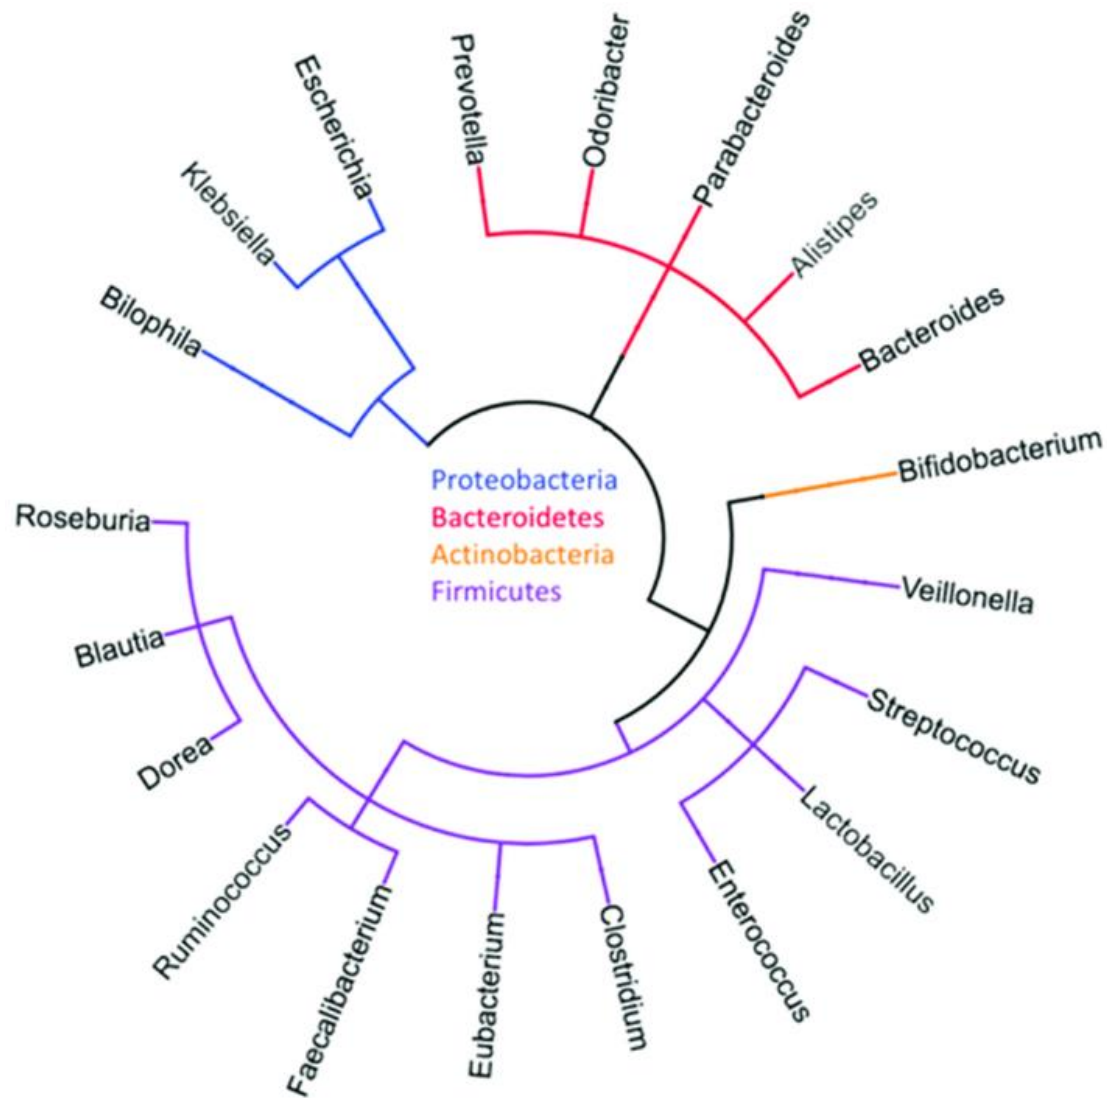 Prevotella
Odoribacter
Parabacteroides
Alistipes
Bacteroides
Bifidobacterium
Veillonella
Streptococcus
Lactobacillus
Enterococcus
Clostridium
Eubacterium
Faecalibacterium
Ruminococcus
Dorea
Blautia
Roseburia
Bilophila
Klebsiella
Escherichia
Proteobacteria
Bacteroidetes
Actinobacteria
Firmicutes